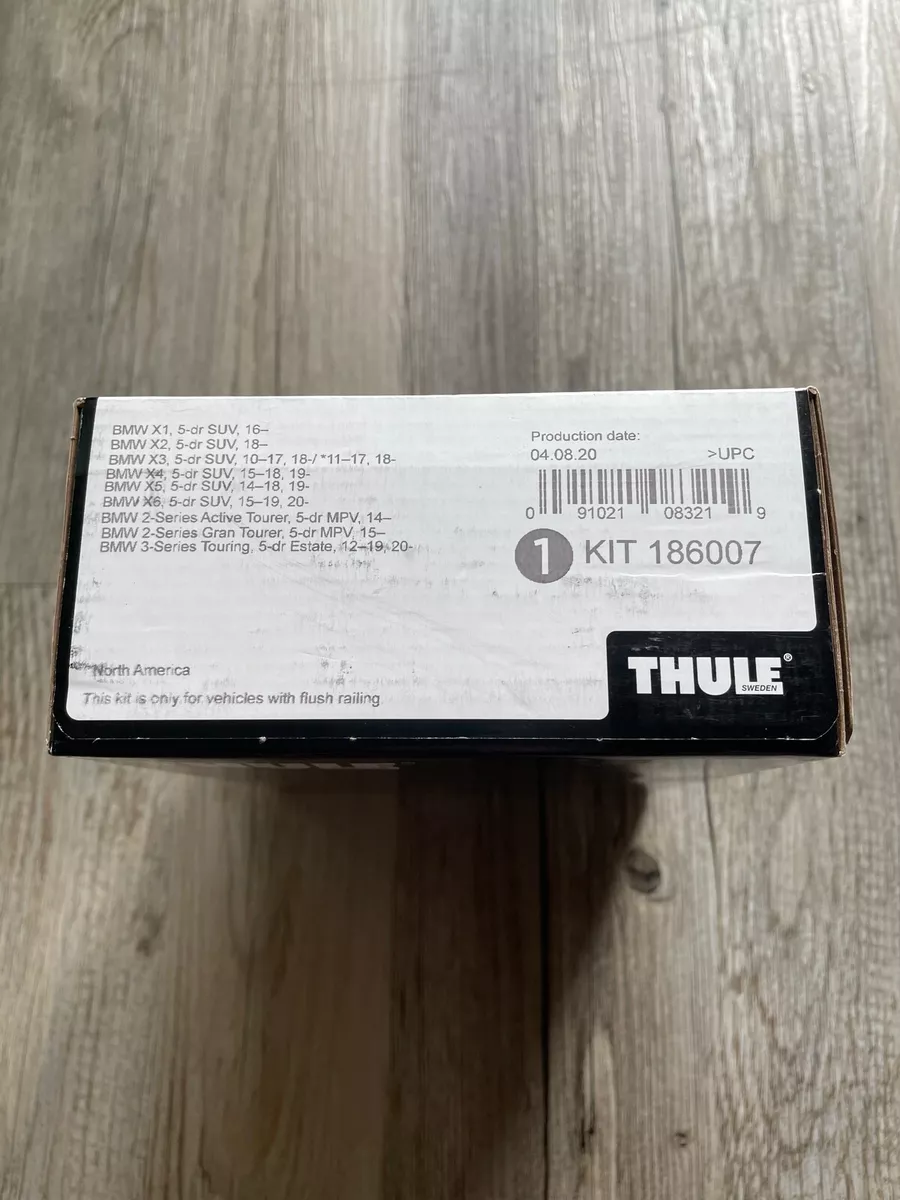 BMW X1, 5-dr SUV, 16–
BMW X2, 5-dr SUV, 18–
BMW X3, 5-dr SUV, 10–17, 18-/ *11–17, 18-
BMW X4, 5-dr SUV, 15–18, 19-
BMW X5, 5-dr SUV, 14–18, 19-
BMW X6, 5-dr SUV, 15–19, 20-
BMW 2-Series Active Tourer, 5-dr MPV, 14–
BMW 2-Series Gran Tourer, 5-dr MPV, 15–
BMW 3-Series Touring, 5-dr Estate, 12–19, 20-
North America
This kit is only for vehicles with flush railing
Production date:
04.08.20 >UPC
0 91021 08321 9
1 KIT 186007
THULE®
SWEDEN